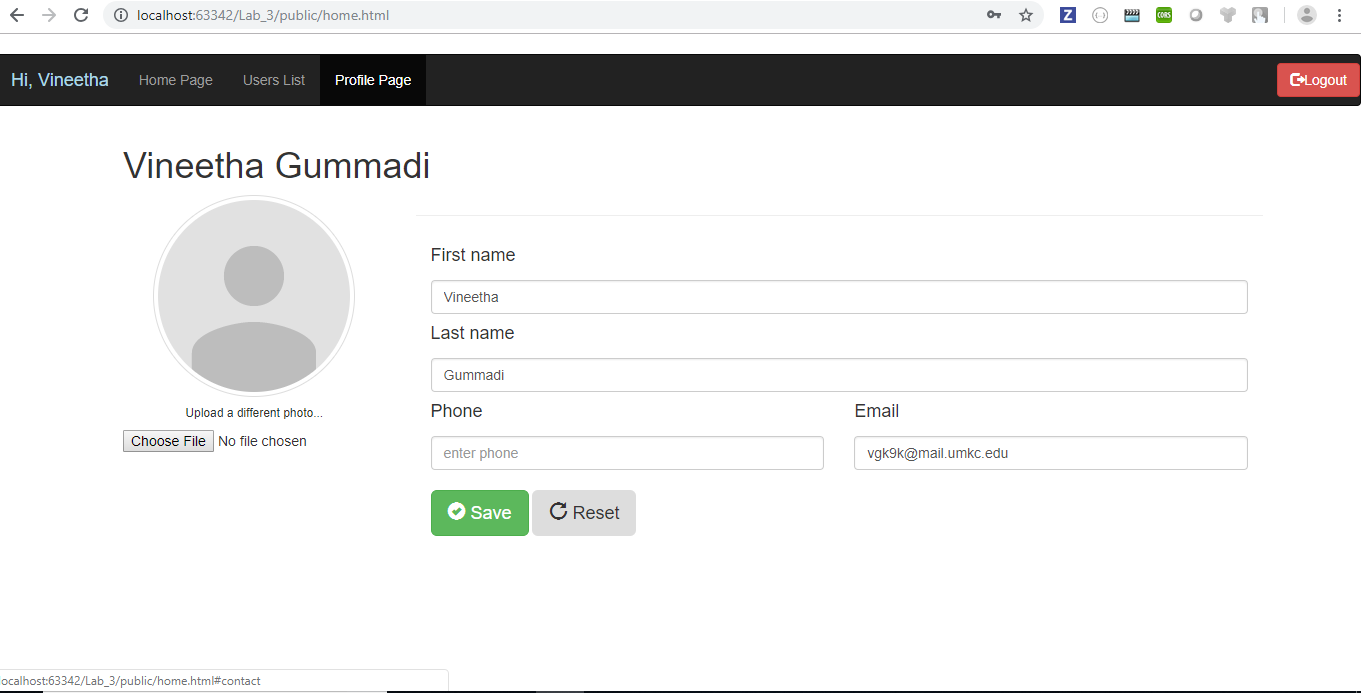 localhost:63342/Lab_3/public/home.html
Z
CORS
Hi, Vineetha Home Page Users List Profile Page Logout
Vineetha Gummadi
First name
Vineetha
Last name
Gummadi
Upload a different photo...
Choose File No file chosen
Phone Email
enter phone vgk9k@mail.umkc.edu
Save Reset
ocalhost:63342/Lab_3/public/home.html#contact